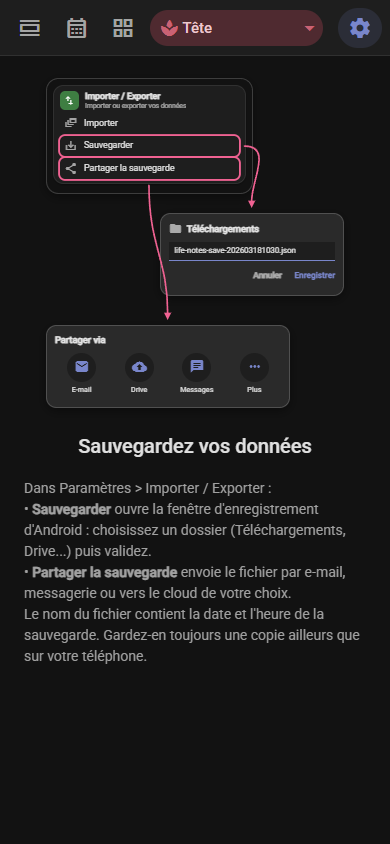 Tête
Importer / Exporter
Importer ou exporter vos données
Importer
Sauvegarder
Partager la sauvegarde
Téléchargements
life-notes-save-202603181030.json
Annuler Enregistrer
Partager via
E-mail Drive Messages Plus
Sauvegardez vos données
Dans Paramètres > Importer / Exporter :
• Sauvegarder ouvre la fenêtre d'enregistrement
d'Android : choisissez un dossier (Téléchargements,
Drive...) puis validez.
• Partager la sauvegarde envoie le fichier par e-mail,
messagerie ou vers le cloud de votre choix.
Le nom du fichier contient la date et l'heure de la
sauvegarde. Gardez-en toujours une copie ailleurs que
sur votre téléphone.